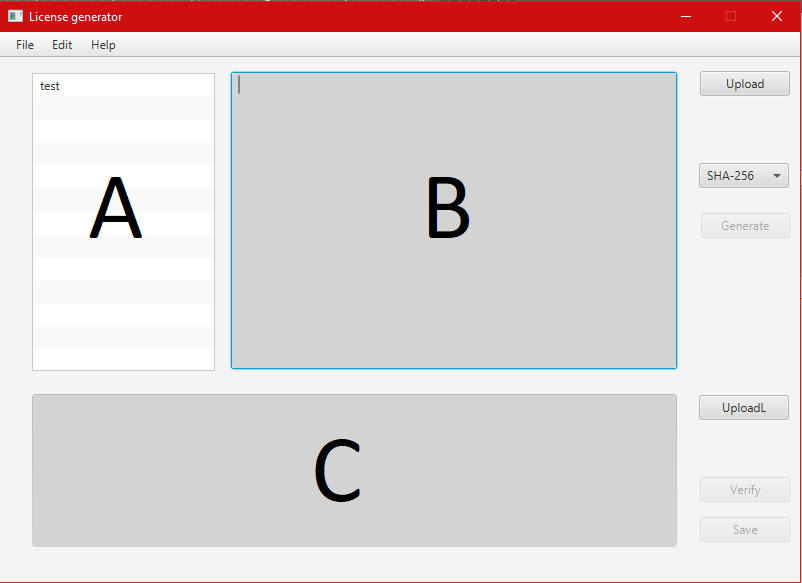 License generator
File Edit Help
test
Upload
A
B
SHA-256
Generate
UploadL
C
Verify
Save